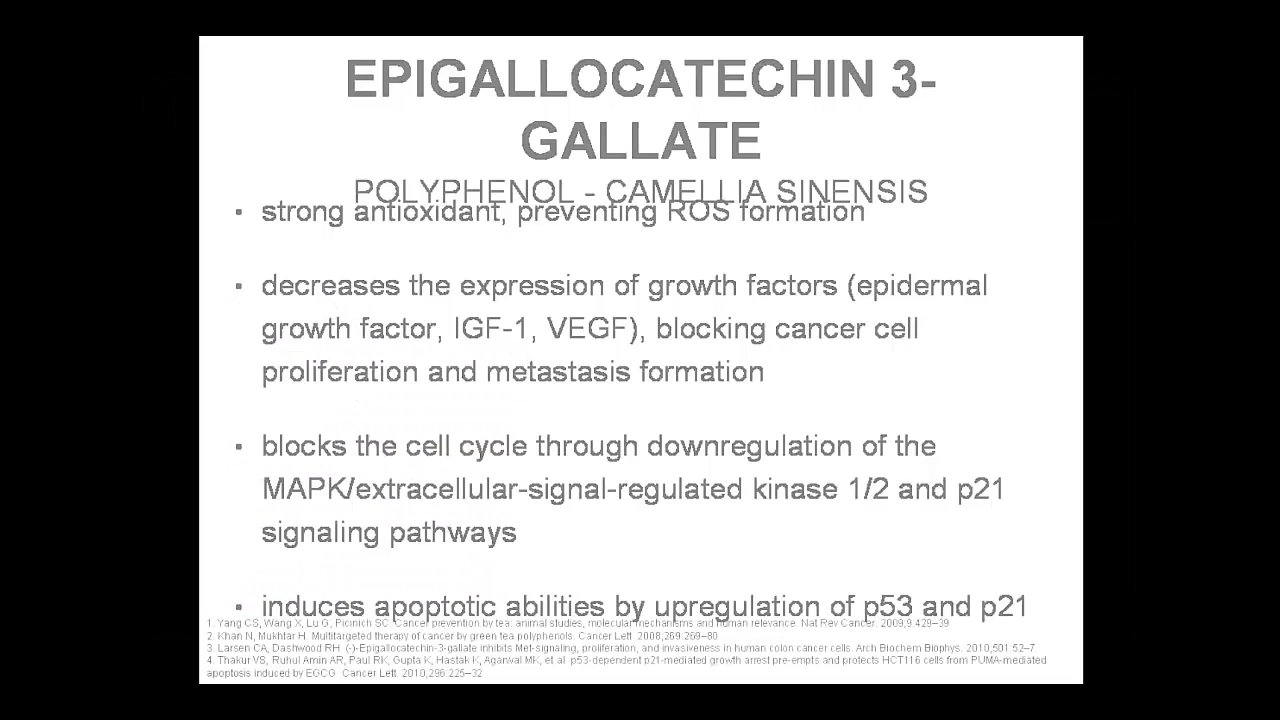 EPIGALLOCATECHIN 3-
GALLATE
POLYPHENOL - CAMELLIA SINENSIS
▪ strong antioxidant, preventing ROS formation
▪ decreases the expression of growth factors (epidermal
growth factor, IGF-1, VEGF), blocking cancer cell
proliferation and metastasis formation
▪ blocks the cell cycle through downregulation of the
MAPK/extracellular-signal-regulated kinase 1/2 and p21
signaling pathways
▪ induces apoptotic abilities by upregulation of p53 and p21
1. Yang CS, Wang X, Lu G, Picinich SC. Cancer prevention by tea: animal studies, molecular mechanisms and human relevance. Nat Rev Cancer. 2009;9:429–39
2. Khan N, Mukhtar H. Multitargeted therapy of cancer by green tea polyphenols. Cancer Lett. 2008;269:269–80
3. Larsen CA, Dashwood RH. (-)-Epigallocatechin-3-gallate inhibits Met-signaling, proliferation, and invasiveness in human colon cancer cells. Arch Biochem Biophys. 2010;501:52–7
4. Thakur VS, Ruhul Amin AR, Paul RK, Gupta K, Hastak K, Agarwal MK, et al. p53-dependent p21-mediated growth arrest pre-empts and protects HCT116 cells from PUMA-mediated
apoptosis induced by EGCG. Cancer Lett. 2010;296:225–32